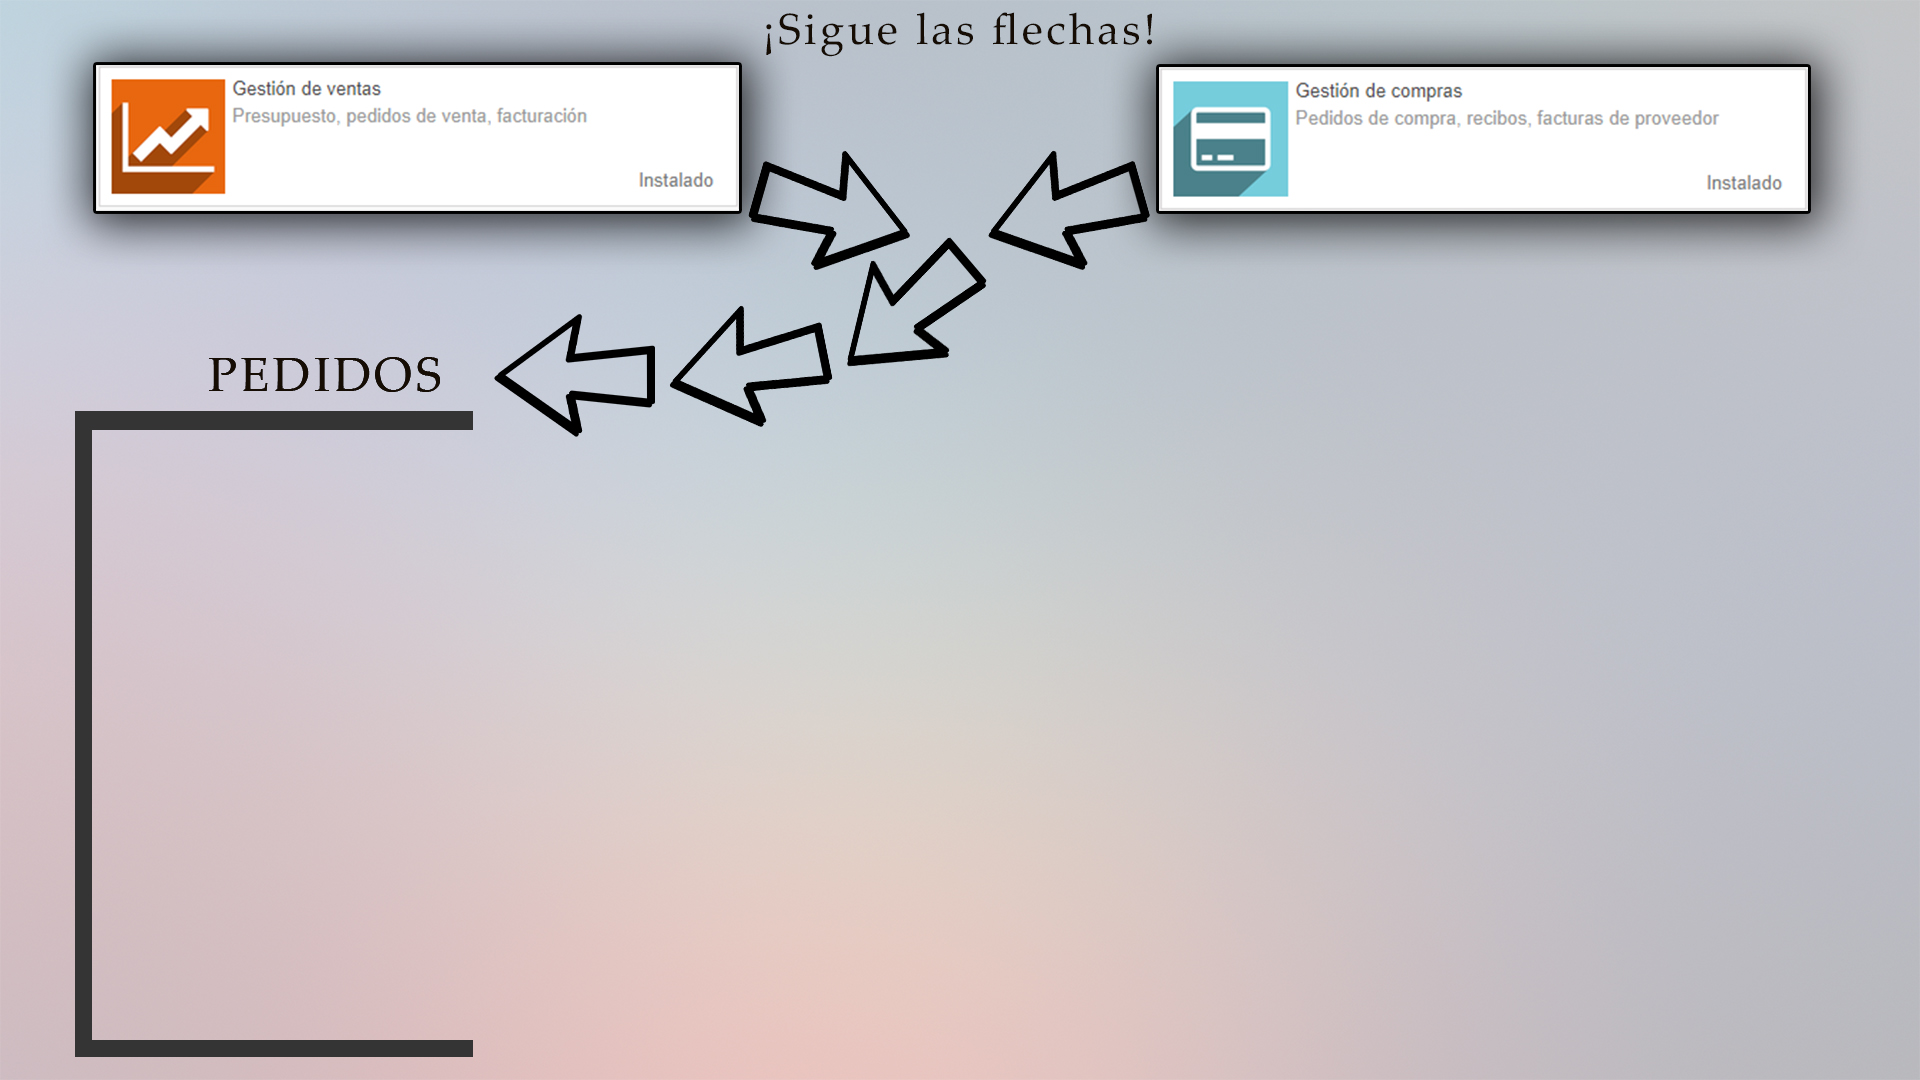 ¡Sigue las flechas!
Gestión de ventas
Presupuesto, pedidos de venta, facturación
Instalado
Gestión de compras
Pedidos de compra, recibos, facturas de proveedor
Instalado
PEDIDOS